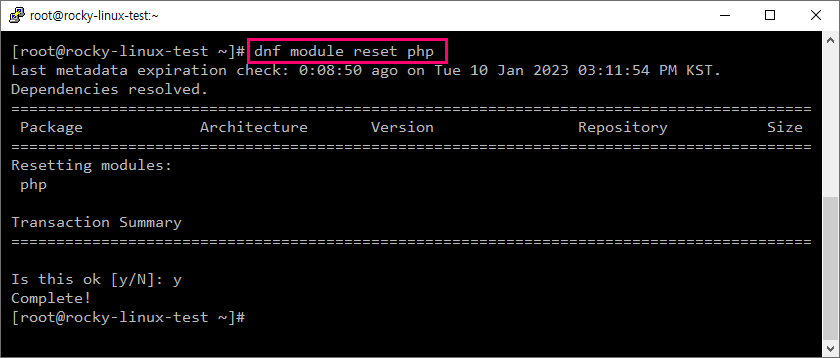 root@rocky-linux-test:~
[root@rocky-linux-test ~]# dnf module reset php
Last metadata expiration check: 0:08:50 ago on Tue 10 Jan 2023 03:11:54 PM KST.
Dependencies resolved.
================================================================================
 Package             Architecture       Version                Repository           Size
================================================================================
Resetting modules:
 php

Transaction Summary
================================================================================

Is this ok [y/N]: y
Complete!
[root@rocky-linux-test ~]#